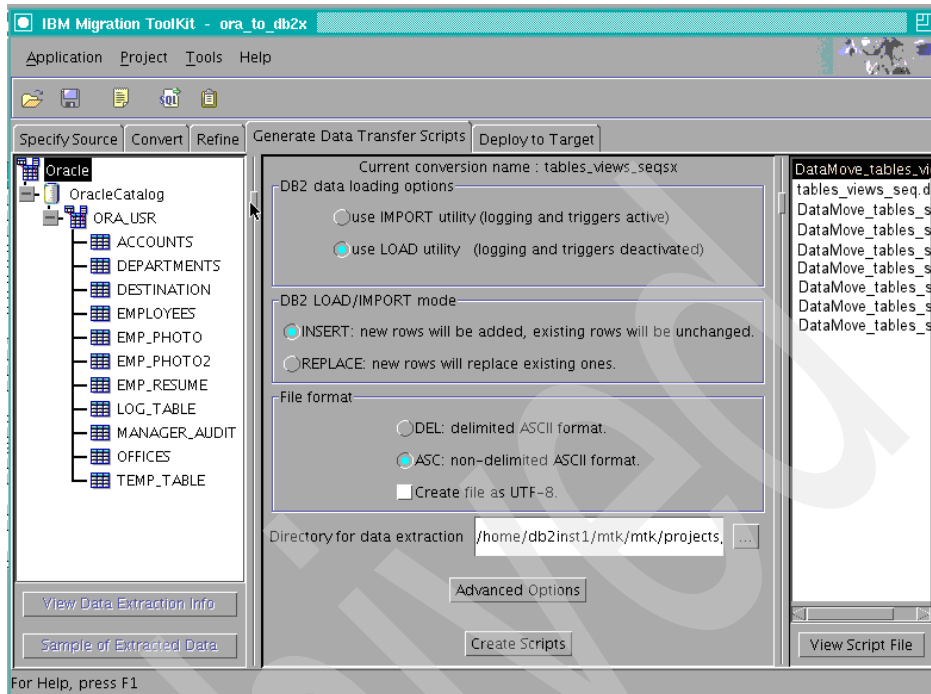 IBM Migration ToolKit - ora_to_db2x
Application Project Tools Help
SQL
Specify Source Convert Refine Generate Data Transfer Scripts Deploy to Target
Oracle
OracleCatalog
ORA_USR
ACCOUNTS
DEPARTMENTS
DESTINATION
EMPLOYEES
EMP_PHOTO
EMP_PHOTO2
EMP_RESUME
LOG_TABLE
MANAGER_AUDIT
OFFICES
TEMP_TABLE
View Data Extraction Info
Sample of Extracted Data
Current conversion name : tables_views_seqsx
DB2 data loading options
use IMPORT utility (logging and triggers active)
use LOAD utility (logging and triggers deactivated)
DB2 LOAD/IMPORT mode
INSERT: new rows will be added, existing rows will be unchanged.
REPLACE: new rows will replace existing ones.
File format
DEL: delimited ASCII format.
ASC: non-delimited ASCII format.
Create file as UTF-8.
Directory for data extraction /home/db2inst1/mtk/mtk/projects, ...
Advanced Options
Create Scripts
DataMove_tables_vi
tables_views_seq.d
DataMove_tables_s
DataMove_tables_s
DataMove_tables_s
DataMove_tables_s
DataMove_tables_s
DataMove_tables_s
DataMove_tables_s
View Script File
For Help, press F1